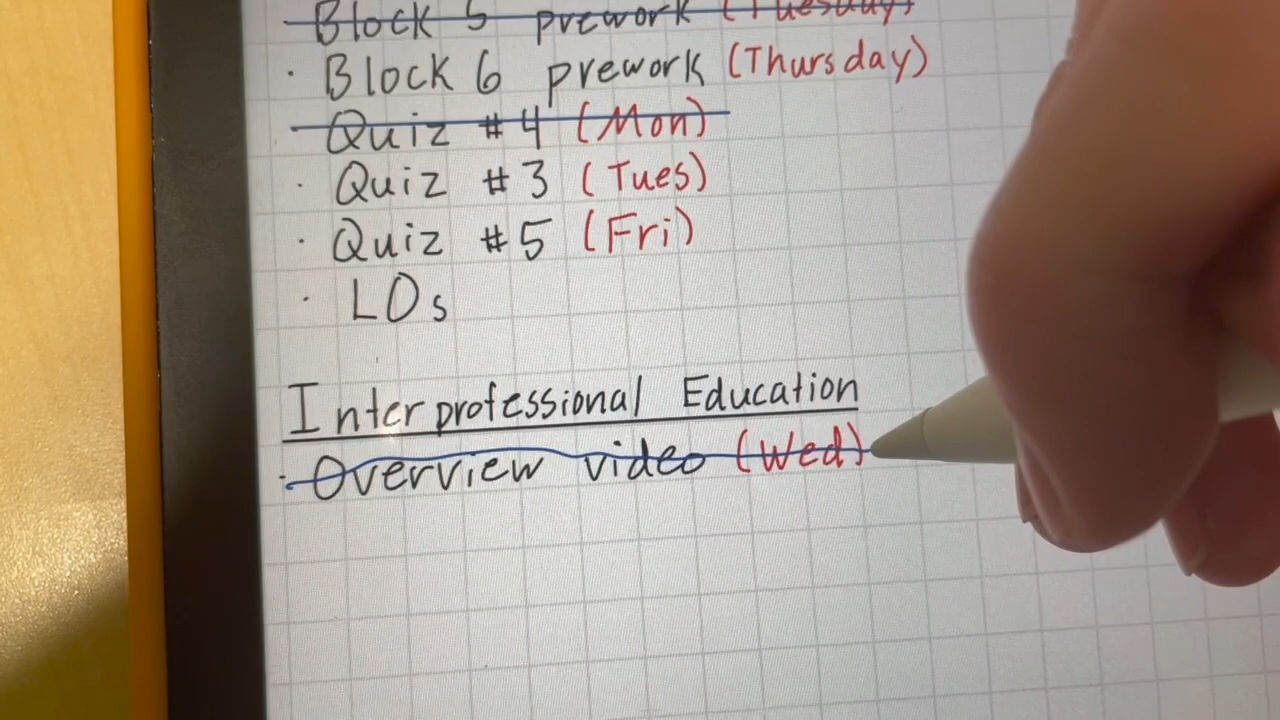 Block 5 prework (Tuesday)
· Block 6 prework (Thursday)
Quiz #4 (Mon)
· Quiz #3 (Tues)
· Quiz #5 (Fri)
· LOs
Interprofessional Education
· Overview video (Wed)